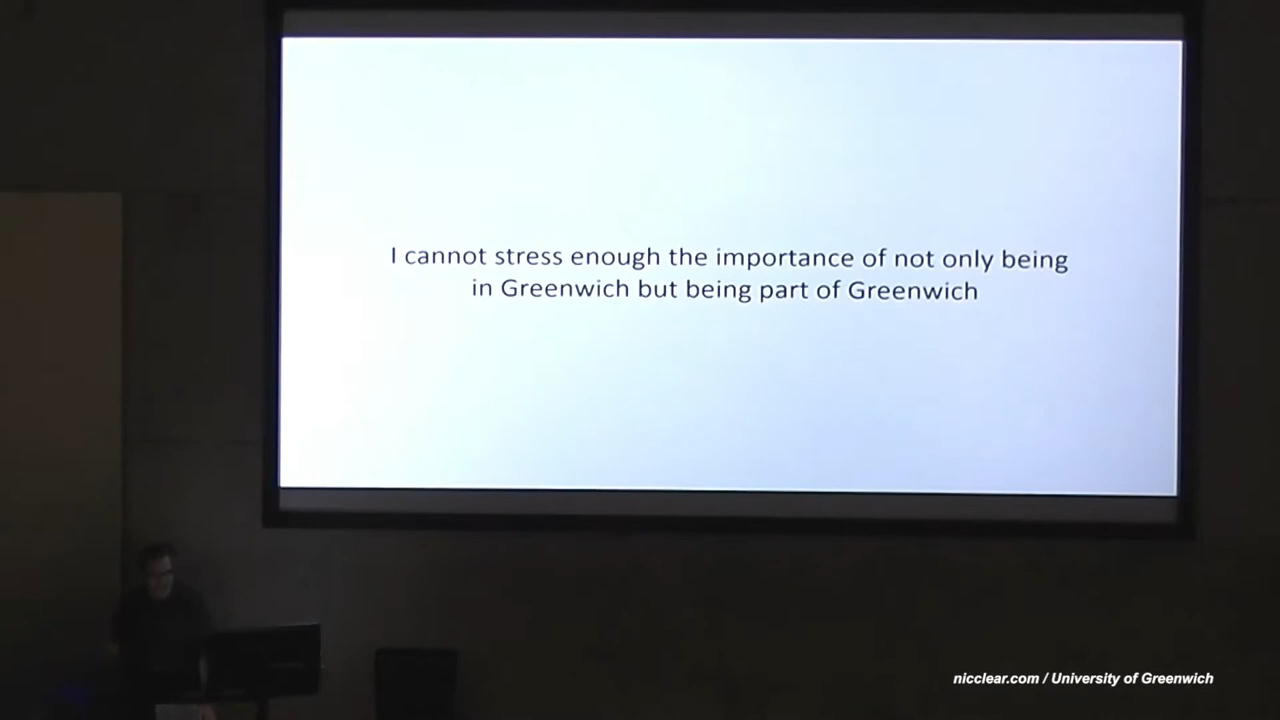 I cannot stress enough the importance of not only being
in Greenwich but being part of Greenwich
nicclear.com / University of Greenwich